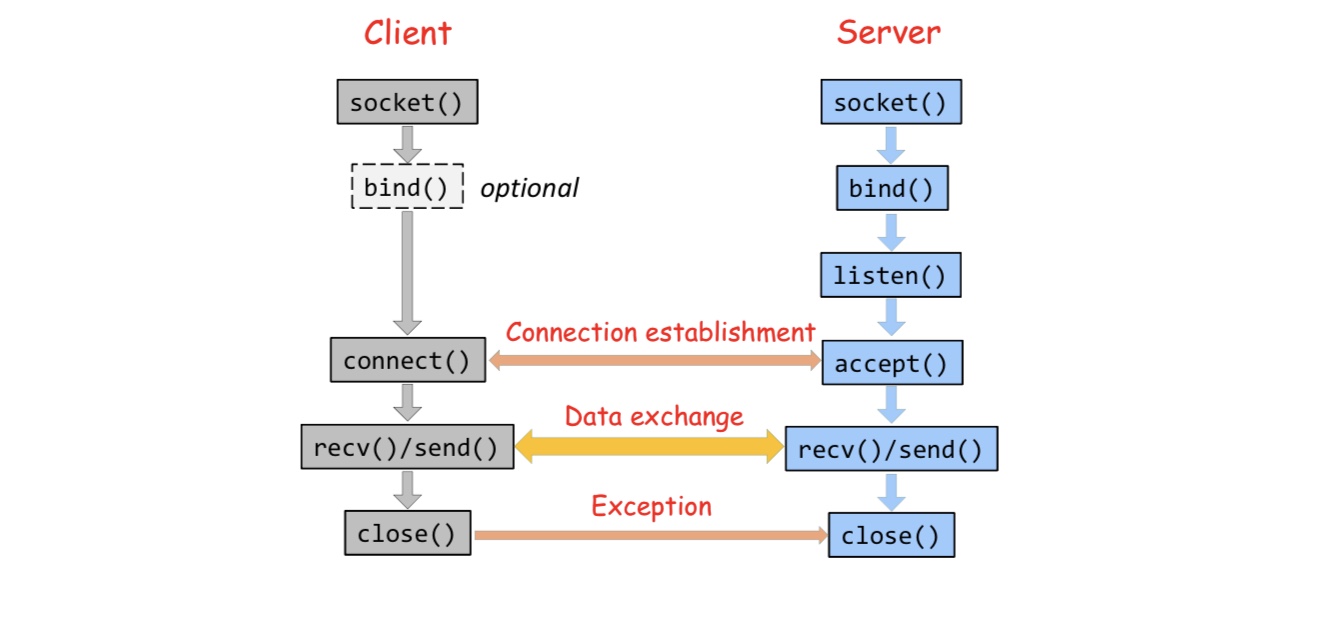 Client
Server
socket()
socket()
bind()
optional
bind()
listen()
Connection establishment
connect()
accept()
Data exchange
recv()/send()
recv()/send()
Exception
close()
close()